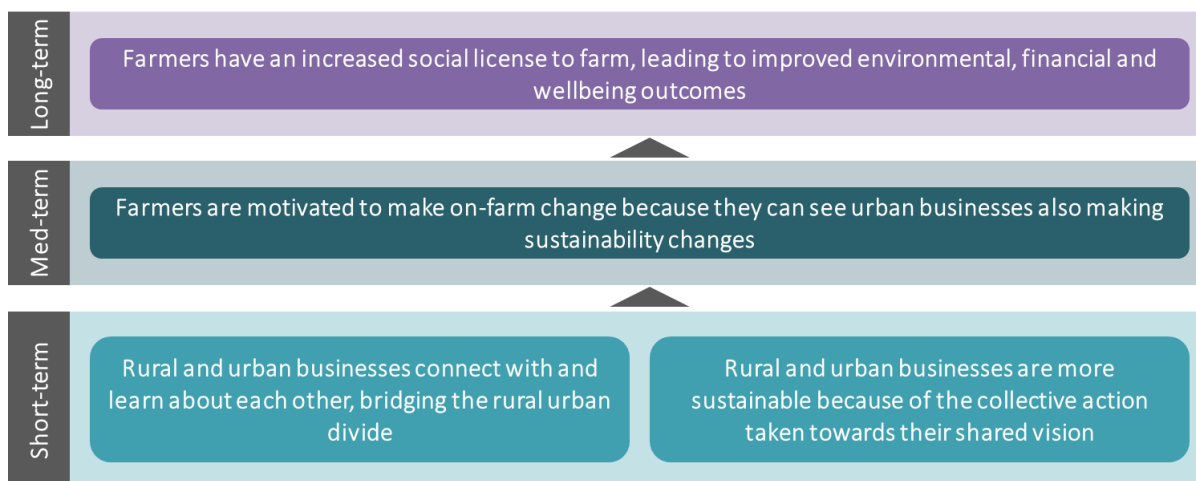 Long-term
Farmers have an increased social license to farm, leading to improved environmental, financial and
wellbeing outcomes
Med-term
Farmers are motivated to make on-farm change because they can see urban businesses also making
sustainability changes
Short-term
Rural and urban businesses connect with and
learn about each other, bridging the rural urban
divide
Rural and urban businesses are more
sustainable because of the collective action
taken towards their shared vision